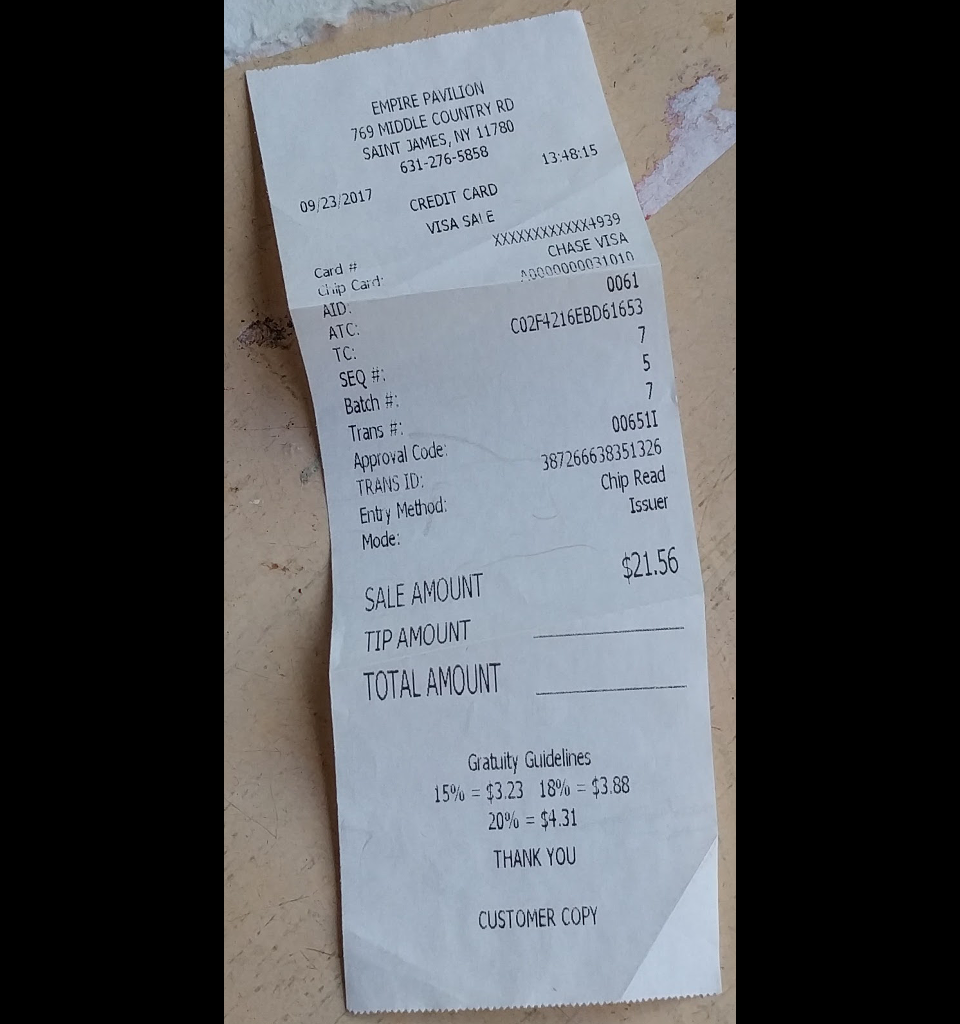 EMPIRE PAVILION
769 MIDDLE COUNTRY RD
SAINT JAMES, NY 11780
631-276-5858
09/23/2017 13:48:15
CREDIT CARD
VISA SALE
Card # XXXXXXXXXXXX4939
Chip Card: CHASE VISA
AID: A0000000031010
ATC: 0061
TC: C02F4216EBD61653
SEQ #: 7
Batch #: 5
Trans #: 7
Approval Code: 00651I
TRANS ID: 387266638351326
Entry Method: Chip Read
Mode: Issuer
SALE AMOUNT $21.56
TIP AMOUNT
TOTAL AMOUNT
Gratuity Guidelines
15% = $3.23 18% = $3.88
20% = $4.31
THANK YOU
CUSTOMER COPY